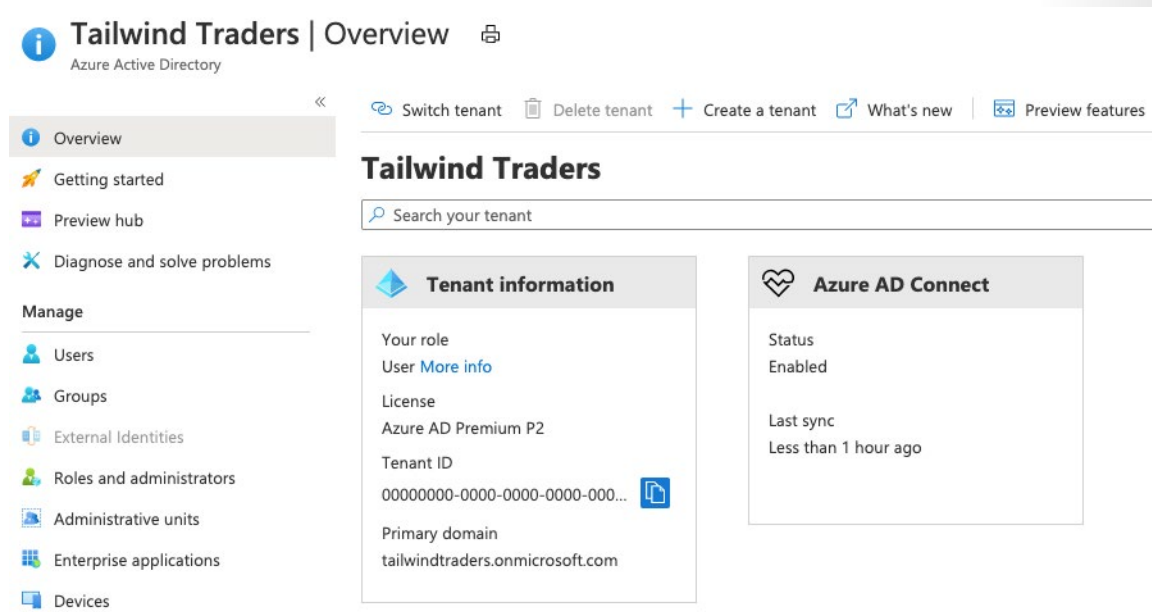 Tailwind Traders | Overview
Azure Active Directory
«
Overview
Getting started
Preview hub
Diagnose and solve problems
Manage
Users
Groups
External Identities
Roles and administrators
Administrative units
Enterprise applications
Devices
Switch tenant Delete tenant Create a tenant What's new Preview features
Tailwind Traders
Search your tenant
Tenant information
Your role
User More info
License
Azure AD Premium P2
Tenant ID
00000000-0000-0000-0000-000...
Primary domain
tailwindtraders.onmicrosoft.com
Azure AD Connect
Status
Enabled
Last sync
Less than 1 hour ago